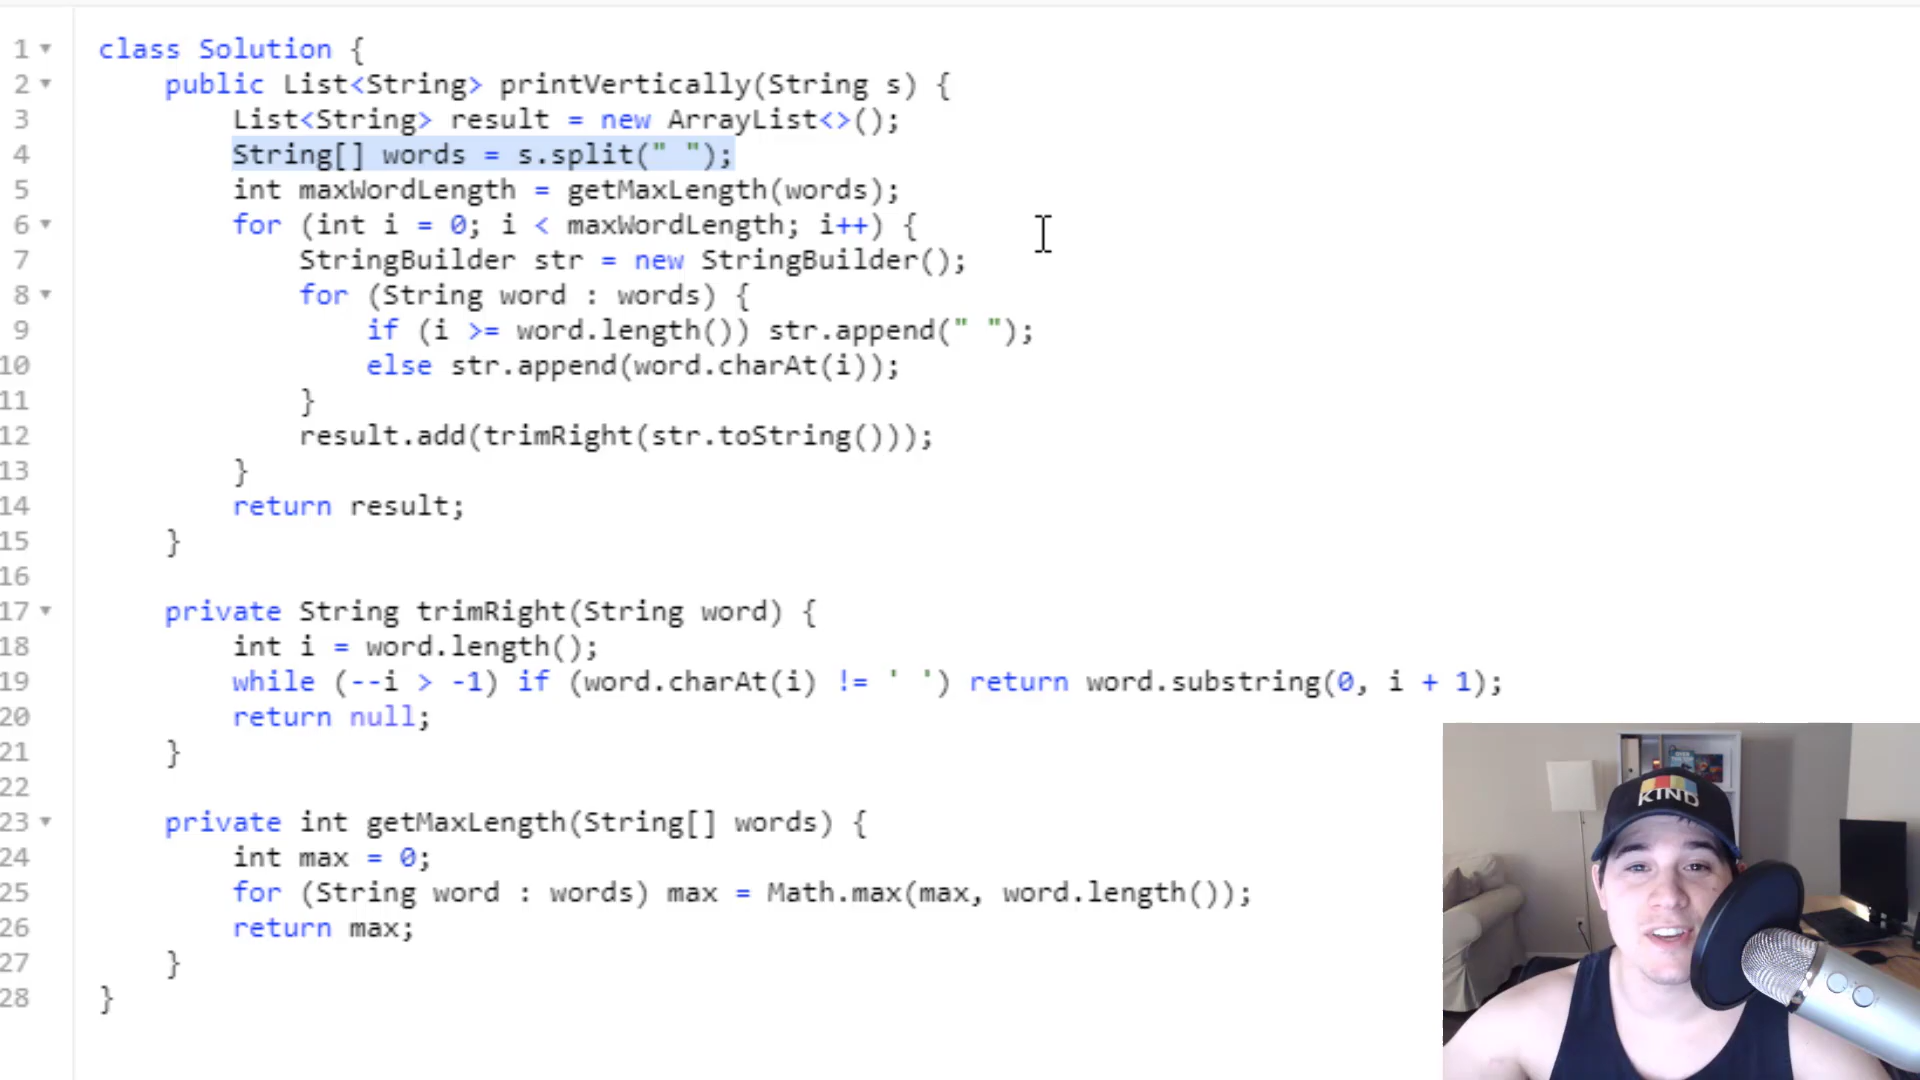 1 class Solution {
2 public List<String> printVertically(String s) {
3 List<String> result = new ArrayList<>();
4 String[] words = s.split(" ");
5 int maxWordLength = getMaxLength(words);
6 for (int i = 0; i < maxWordLength; i++) {
7 StringBuilder str = new StringBuilder();
8 for (String word : words) {
9 if (i >= word.length()) str.append(" ");
10 else str.append(word.charAt(i));
11 }
12 result.add(trimRight(str.toString()));
13 }
14 return result;
15 }
16
17 private String trimRight(String word) {
18 int i = word.length();
19 while (--i > -1) if (word.charAt(i) != ' ') return word.substring(0, i + 1);
20 return null;
21 }
22
23 private int getMaxLength(String[] words) {
24 int max = 0;
25 for (String word : words) max = Math.max(max, word.length());
26 return max;
27 }
28 }
KIND